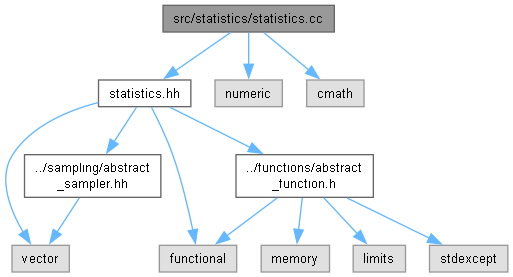 src/statistics/statistics.cc
statistics.hh
numeric
cmath
../sampling/abstract
_sampler.hh
../functions/abstract
_function.h
vector
functional
memory
limits
stdexcept